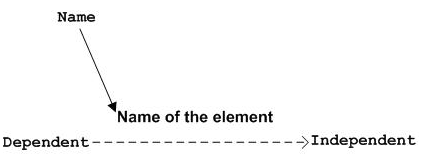 Name
Name of the element
Dependent
Independent